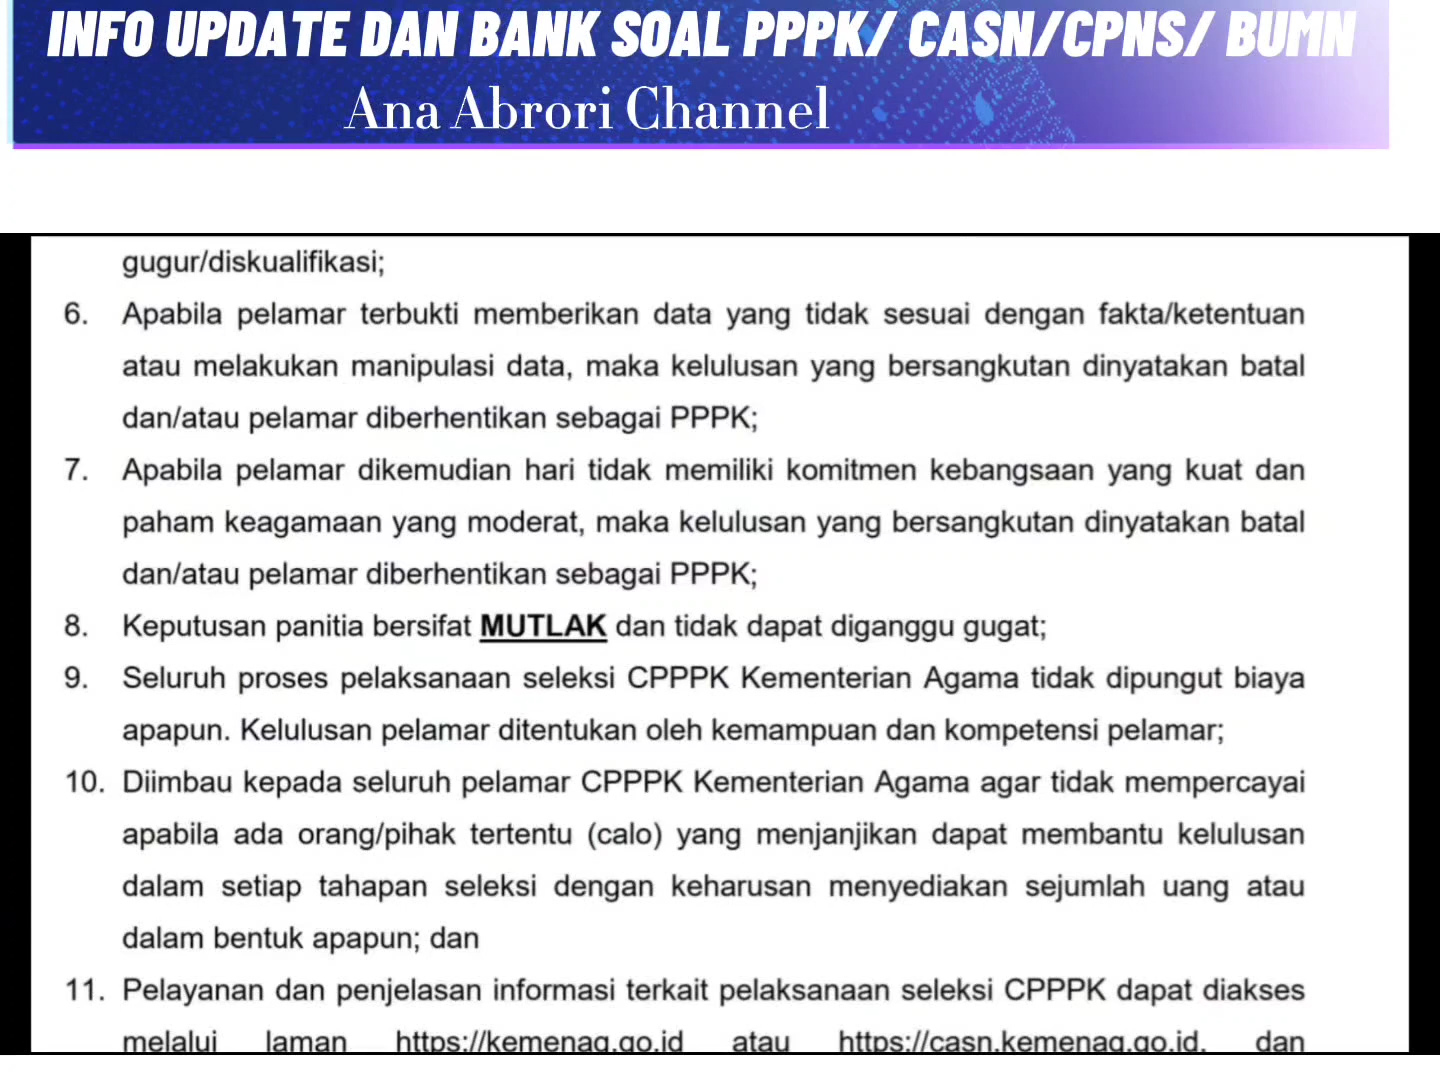 INFO UPDATE DAN BANK SOAL PPPK/ CASN/CPNS/ BUMN
Ana Abrori Channel
gugur/diskualifikasi;
6. Apabila pelamar terbukti memberikan data yang tidak sesuai dengan fakta/ketentuan
atau melakukan manipulasi data, maka kelulusan yang bersangkutan dinyatakan batal
dan/atau pelamar diberhentikan sebagai PPPK;
7. Apabila pelamar dikemudian hari tidak memiliki komitmen kebangsaan yang kuat dan
paham keagamaan yang moderat, maka kelulusan yang bersangkutan dinyatakan batal
dan/atau pelamar diberhentikan sebagai PPPK;
8. Keputusan panitia bersifat MUTLAK dan tidak dapat diganggu gugat;
9. Seluruh proses pelaksanaan seleksi CPPPK Kementerian Agama tidak dipungut biaya
apapun. Kelulusan pelamar ditentukan oleh kemampuan dan kompetensi pelamar;
10. Diimbau kepada seluruh pelamar CPPPK Kementerian Agama agar tidak mempercayai
apabila ada orang/pihak tertentu (calo) yang menjanjikan dapat membantu kelulusan
dalam setiap tahapan seleksi dengan keharusan menyediakan sejumlah uang atau
dalam bentuk apapun; dan
11. Pelayanan dan penjelasan informasi terkait pelaksanaan seleksi CPPPK dapat diakses
melalui laman https://kemenag.go.id atau https://casn.kemenag.go.id, dan